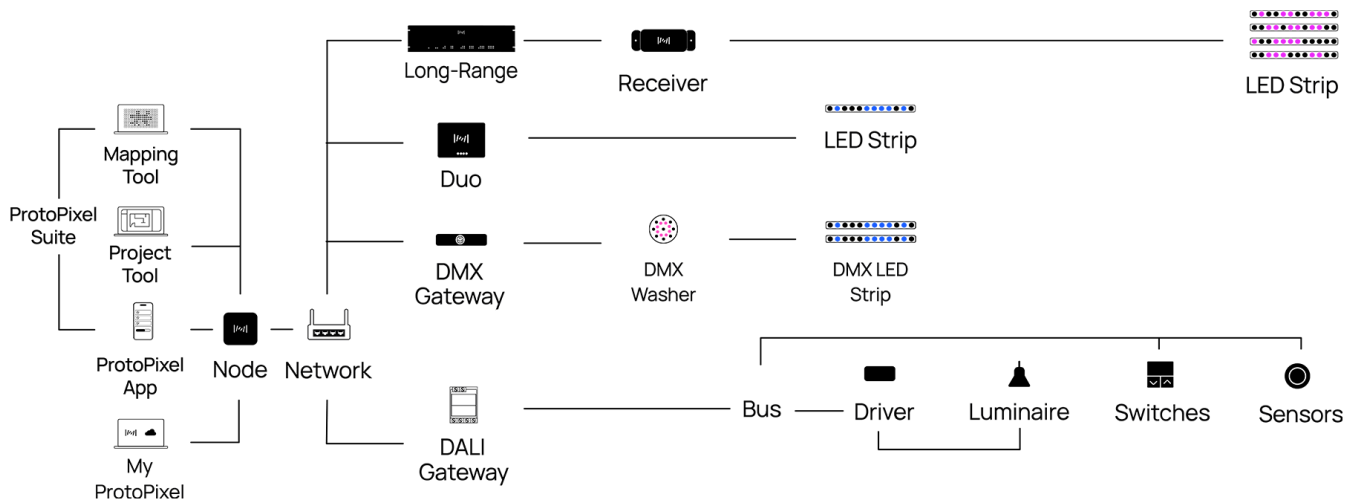 Long-Range
Receiver
LED Strip
Mapping
Tool
Duo
LED Strip
ProtoPixel
Suite
Project
Tool
DMX
Gateway
DMX
Washer
DMX LED
Strip
ProtoPixel
App
Node
Network
Bus
Driver
Luminaire
Switches
Sensors
DALI
Gateway
My
ProtoPixel